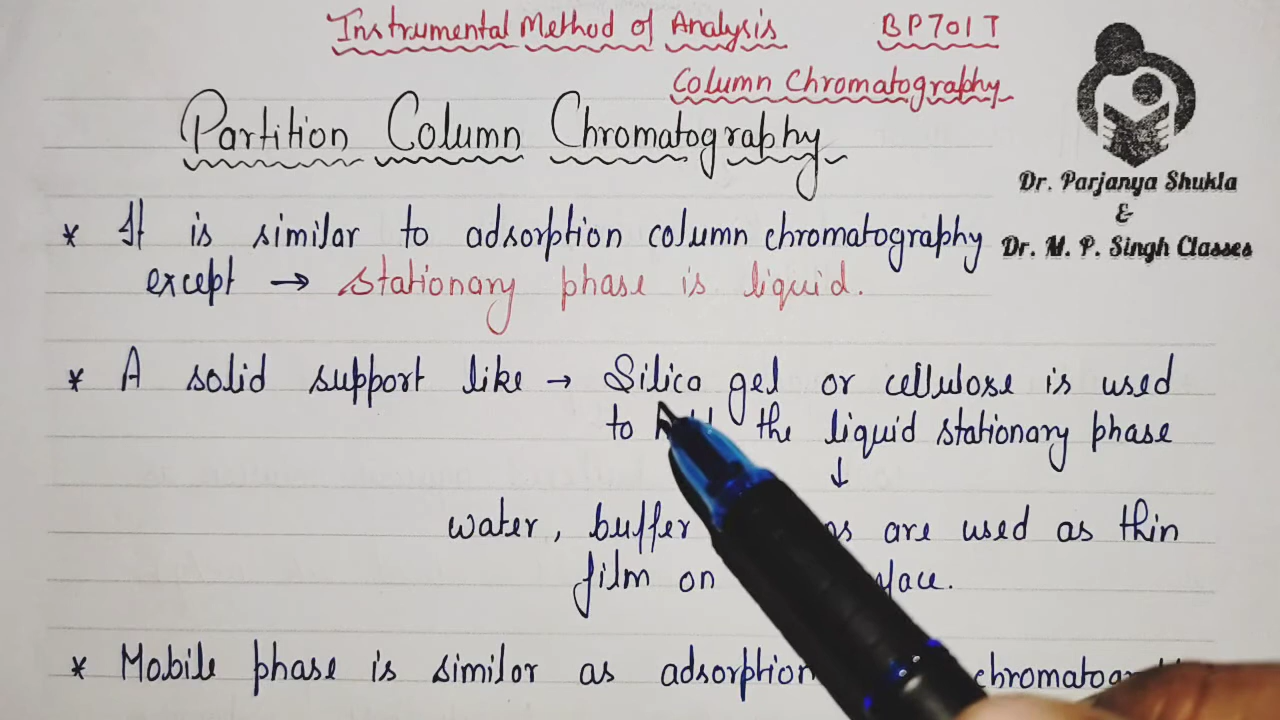 Instrumental Method of Analysis BP701T
Column Chromatography
Partition Column Chromatography
Dr. Parjanya Shukla
&
Dr. M. P. Singh Classes
* It is similar to adsorption column chromatography
except → stationary phase is liquid.
* A solid support like → Silica gel or cellulose is used
to the liquid stationary phase
↓
water, buffer are used as thin
film on
* Mobile phase is similar as adsorption